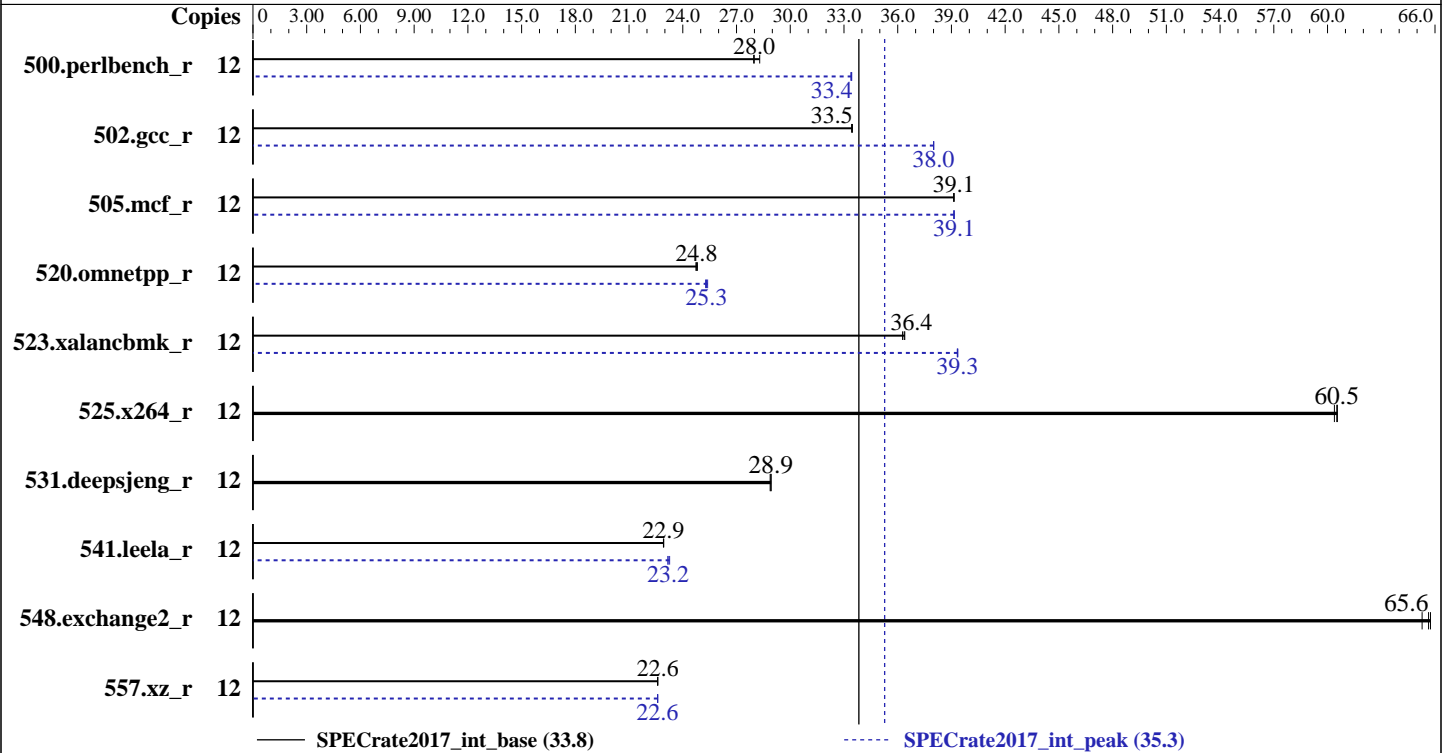 Copies 0 3.00 6.00 9.00 12.0 15.0 18.0 21.0 24.0 27.0 30.0 33.0 36.0 39.0 42.0 45.0 48.0 51.0 54.0 57.0 60.0 66.0
28.0
500.perlbench_r 12
33.4
33.5
502.gcc_r 12
38.0
39.1
505.mcf_r 12
39.1
24.8
520.omnetpp_r 12
25.3
36.4
523.xalancbmk_r 12
39.3
60.5
525.x264_r 12
28.9
531.deepsjeng_r 12
22.9
541.leela_r 12
23.2
65.6
548.exchange2_r 12
22.6
557.xz_r 12
22.6
SPECrate2017_int_base (33.8) SPECrate2017_int_peak (35.3)